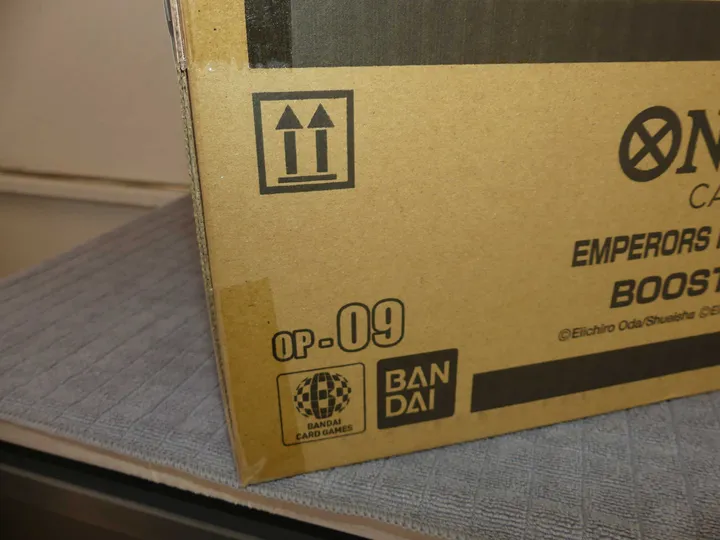 ON
CA
EMPERORS
BOOST
©Eiichiro Oda/Shueisha ©E
OP-09
BANDAI
CARD GAMES
BAN
DAI